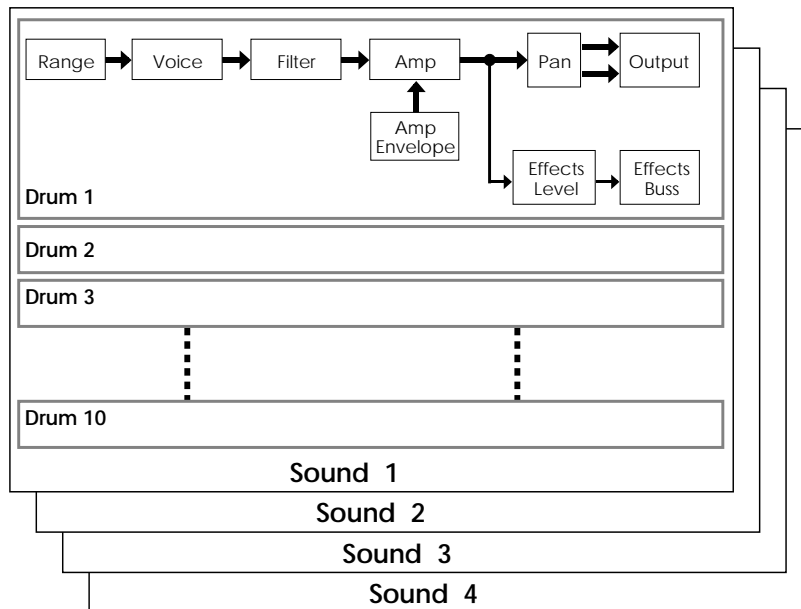 Range
Voice
Filter
Amp
Pan
Output
Amp
Envelope
Effects
Level
Effects
Buss
Drum 1
Drum 2
Drum 3
Drum 10
Sound 1
Sound 2
Sound 3
Sound 4